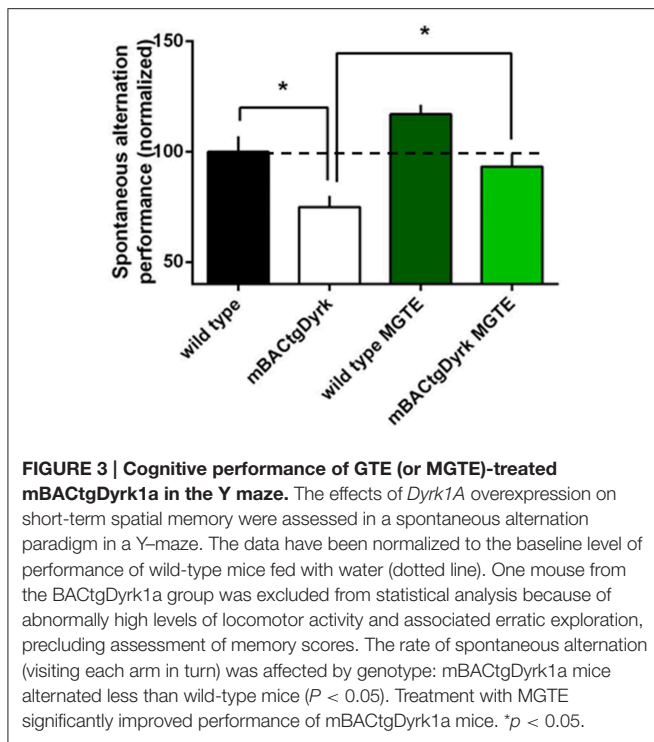 150
100
50
Spontaneous alternation
performance (normalized)
*
*
wild type
mBACtgDyrk
wild type MGTE
mBACtgDyrk MGTE
FIGURE 3 | Cognitive performance of GTE (or MGTE)-treated
mBACtgDyrk1a in the Y maze. The effects of Dyrk1A overexpression on
short-term spatial memory were assessed in a spontaneous alternation
paradigm in a Y–maze. The data have been normalized to the baseline level of
performance of wild-type mice fed with water (dotted line). One mouse from
the BACtgDyrk1a group was excluded from statistical analysis because of
abnormally high levels of locomotor activity and associated erratic exploration,
precluding assessment of memory scores. The rate of spontaneous alternation
(visiting each arm in turn) was affected by genotype: mBACtgDyrk1a mice
alternated less than wild-type mice (P < 0.05). Treatment with MGTE
significantly improved performance of mBACtgDyrk1a mice. *p < 0.05.